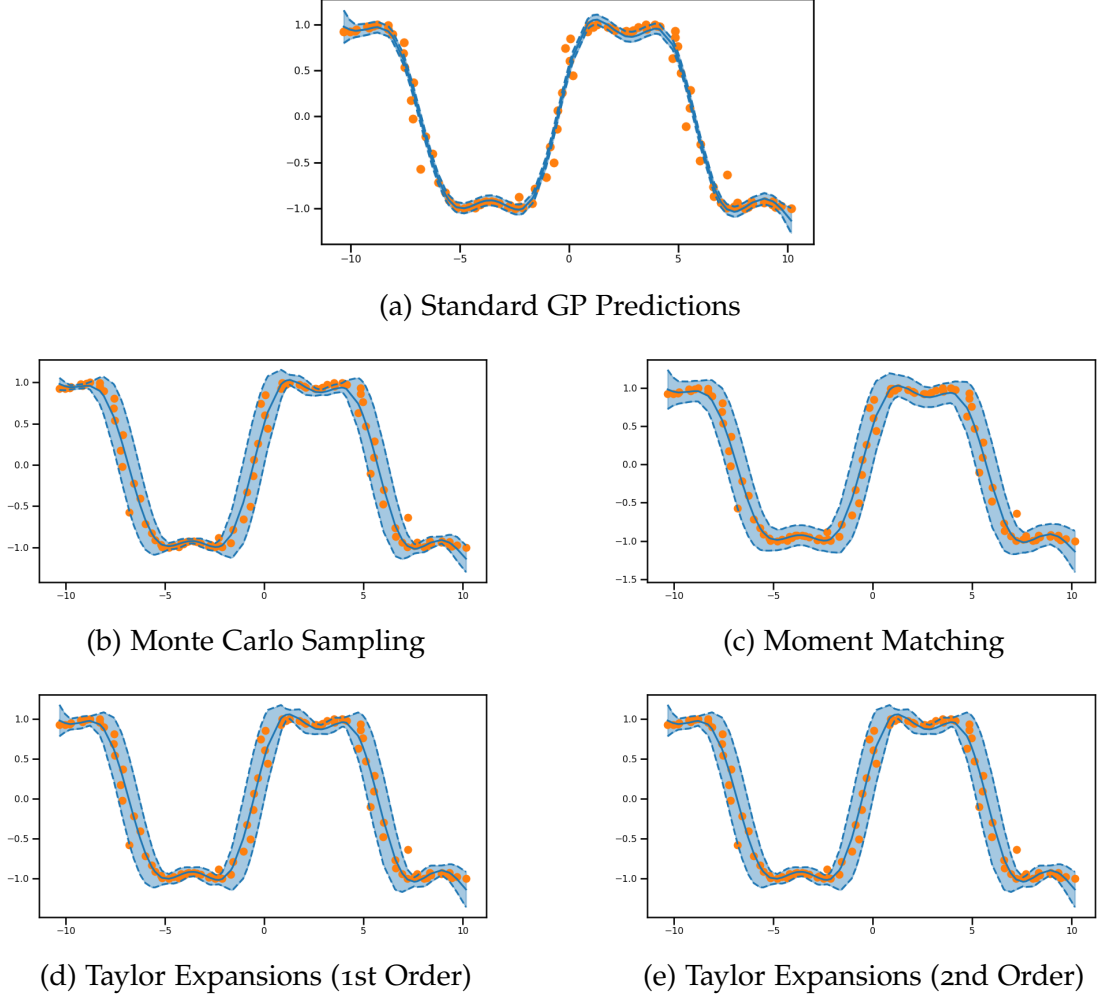 1.0
0.5
0.0
−0.5
−1.0
−10 −5 0 5 10
(a) Standard GP Predictions
1.0
0.5
0.0
−0.5
−1.0
−10 −5 0 5 10
(b) Monte Carlo Sampling
1.0
0.5
0.0
−0.5
−1.0
−1.5
−10 −5 0 5 10
(c) Moment Matching
1.0
0.5
0.0
−0.5
−1.0
−10 −5 0 5 10
(d) Taylor Expansions (1st Order)
1.0
0.5
0.0
−0.5
−1.0
−10 −5 0 5 10
(e) Taylor Expansions (2nd Order)